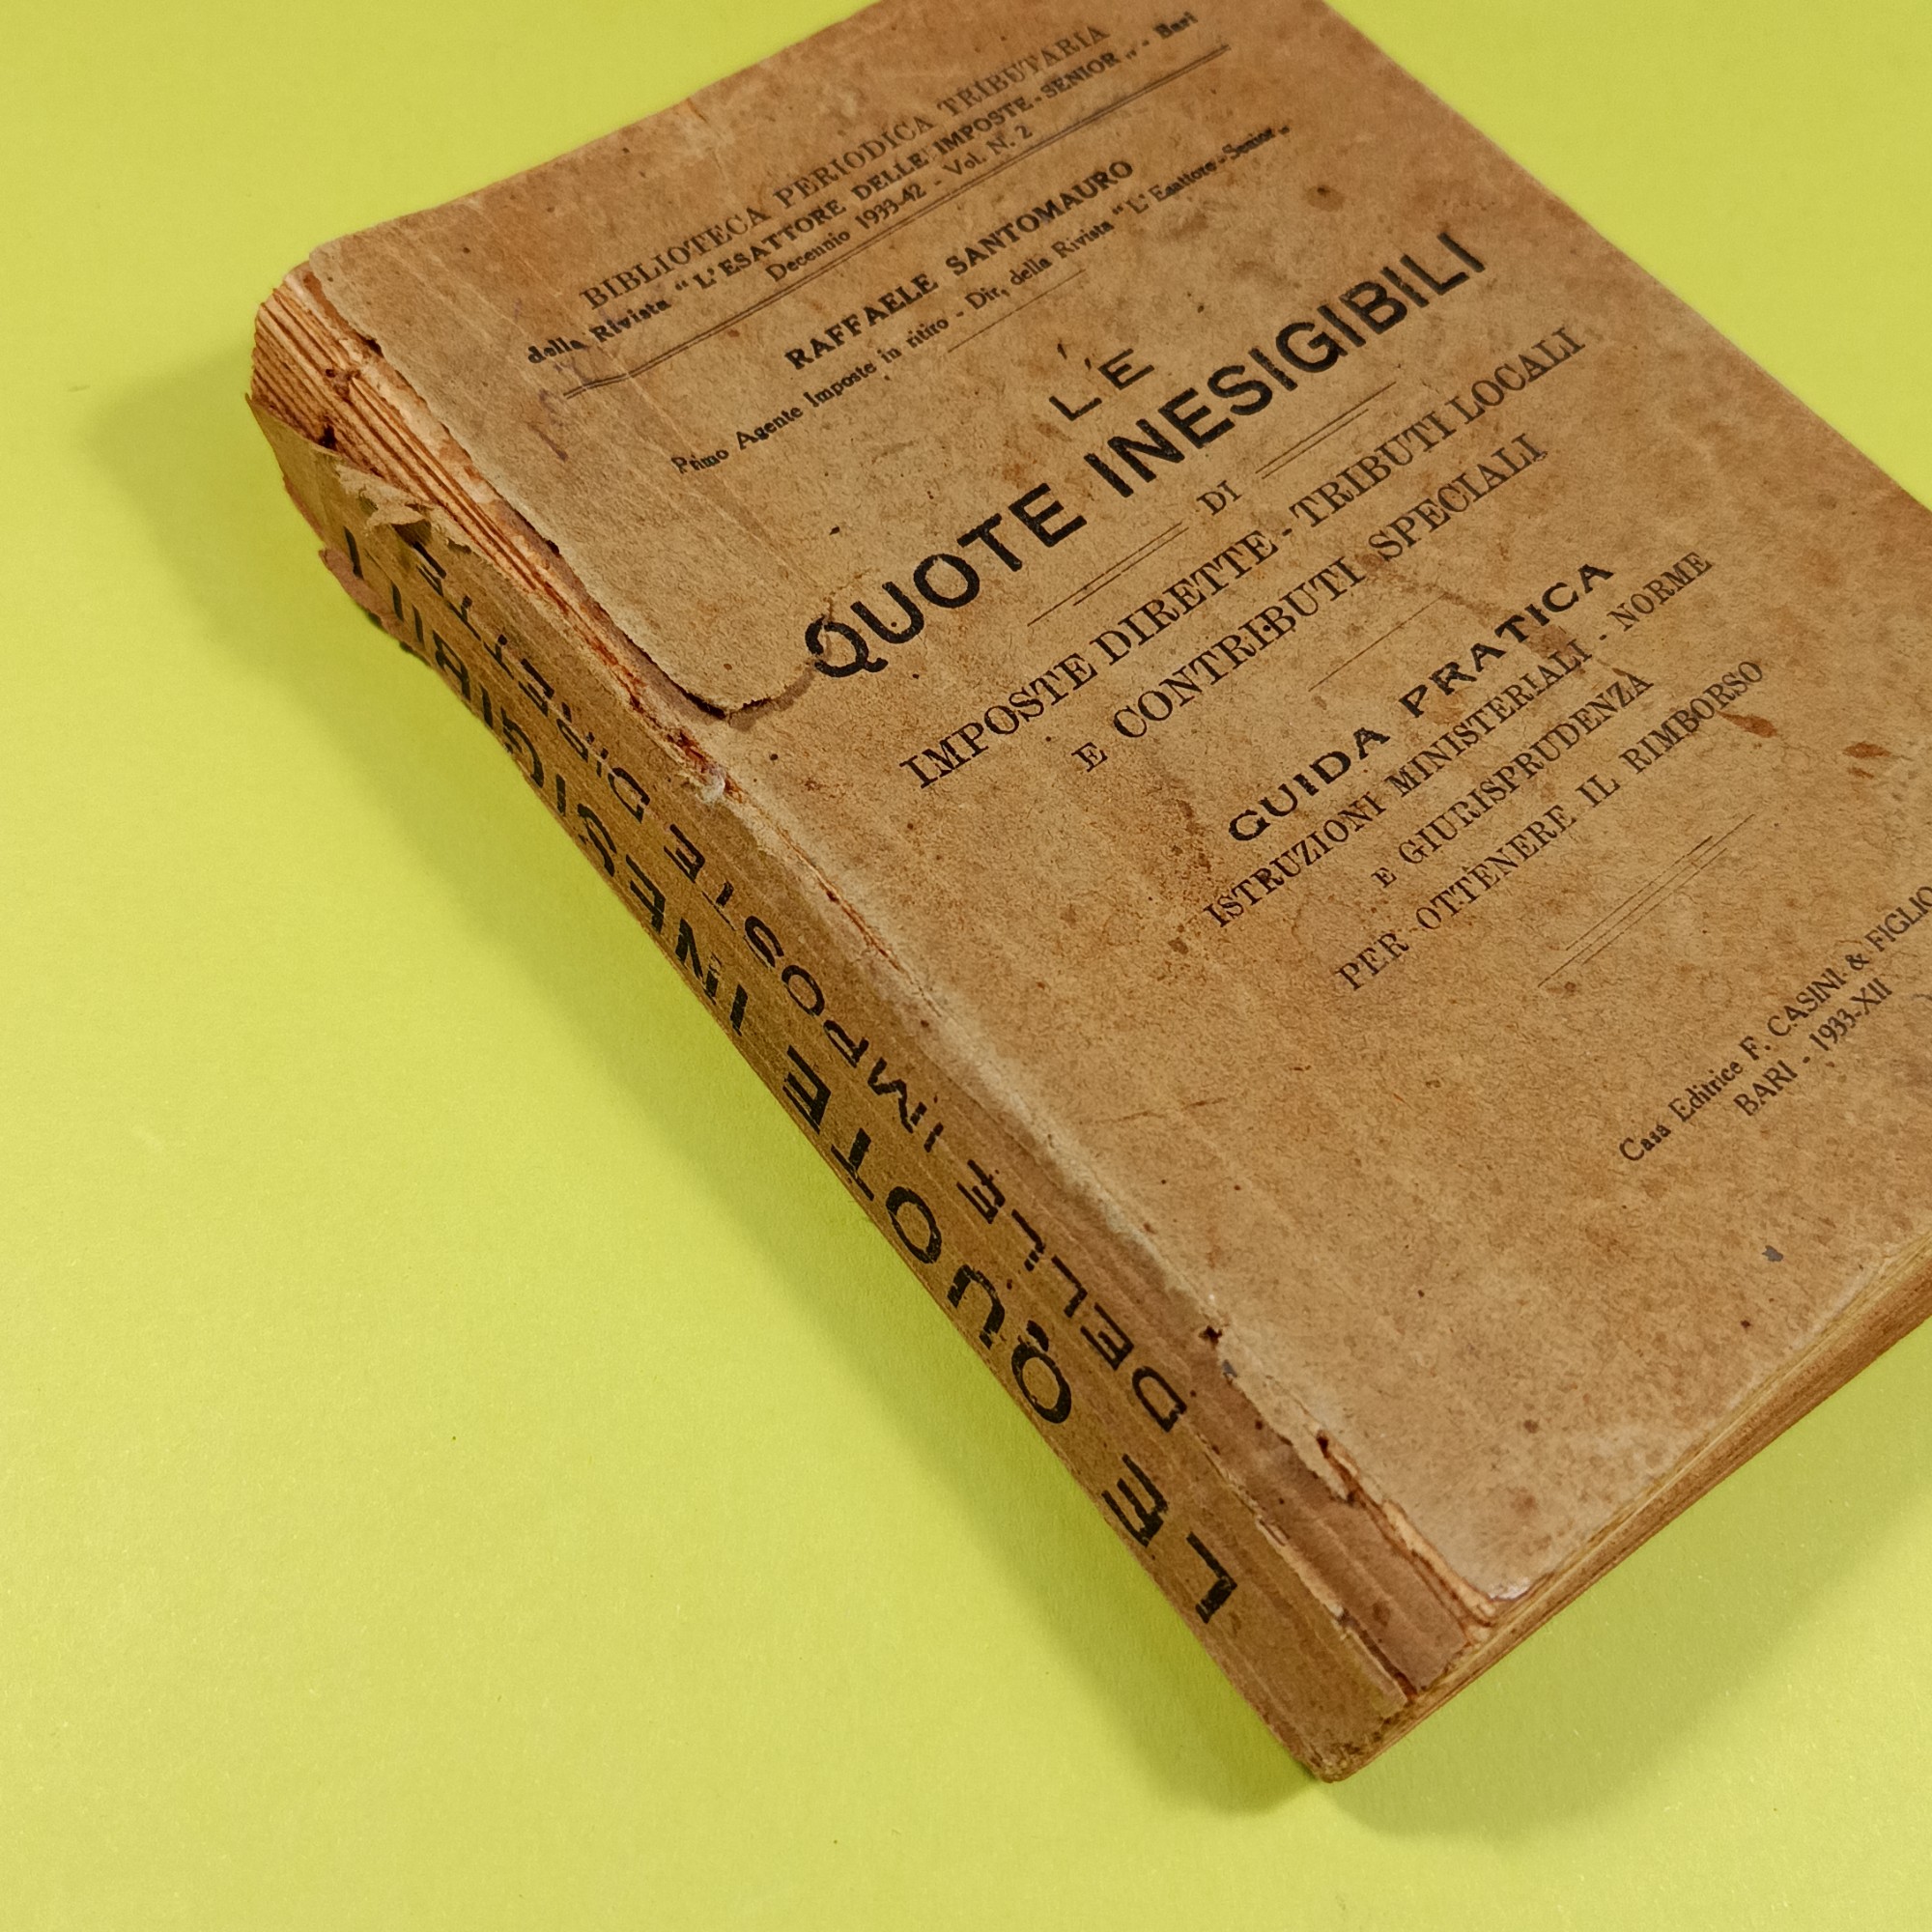 BIBLIOTECA PERIODICA TRIBUTARIA
della Rivista “L'ESATTORE DELLE IMPOSTE - SENIOR„ - Bari
Decennio 1933-42 - Vol. N. 2
RAFFAELE SANTOMAURO
Primo Agente Imposte in ritiro - Dir. della Rivista “L'Esattore - Senior„
LE
QUOTE INESIGIBILI
DI
IMPOSTE DIRETTE - TRIBUTI LOCALI
E CONTRIBUTI SPECIALI
GUIDA PRATICA
ISTRUZIONI MINISTERIALI - NORME
E GIURISPRUDENZA
PER OTTENERE IL RIMBORSO
Casa Editrice F. CASINI & FIGLIO
BARI - 1933-XII
LE QUOTE INESIGIBILI
DELLE IMPOSTE DIRETTE